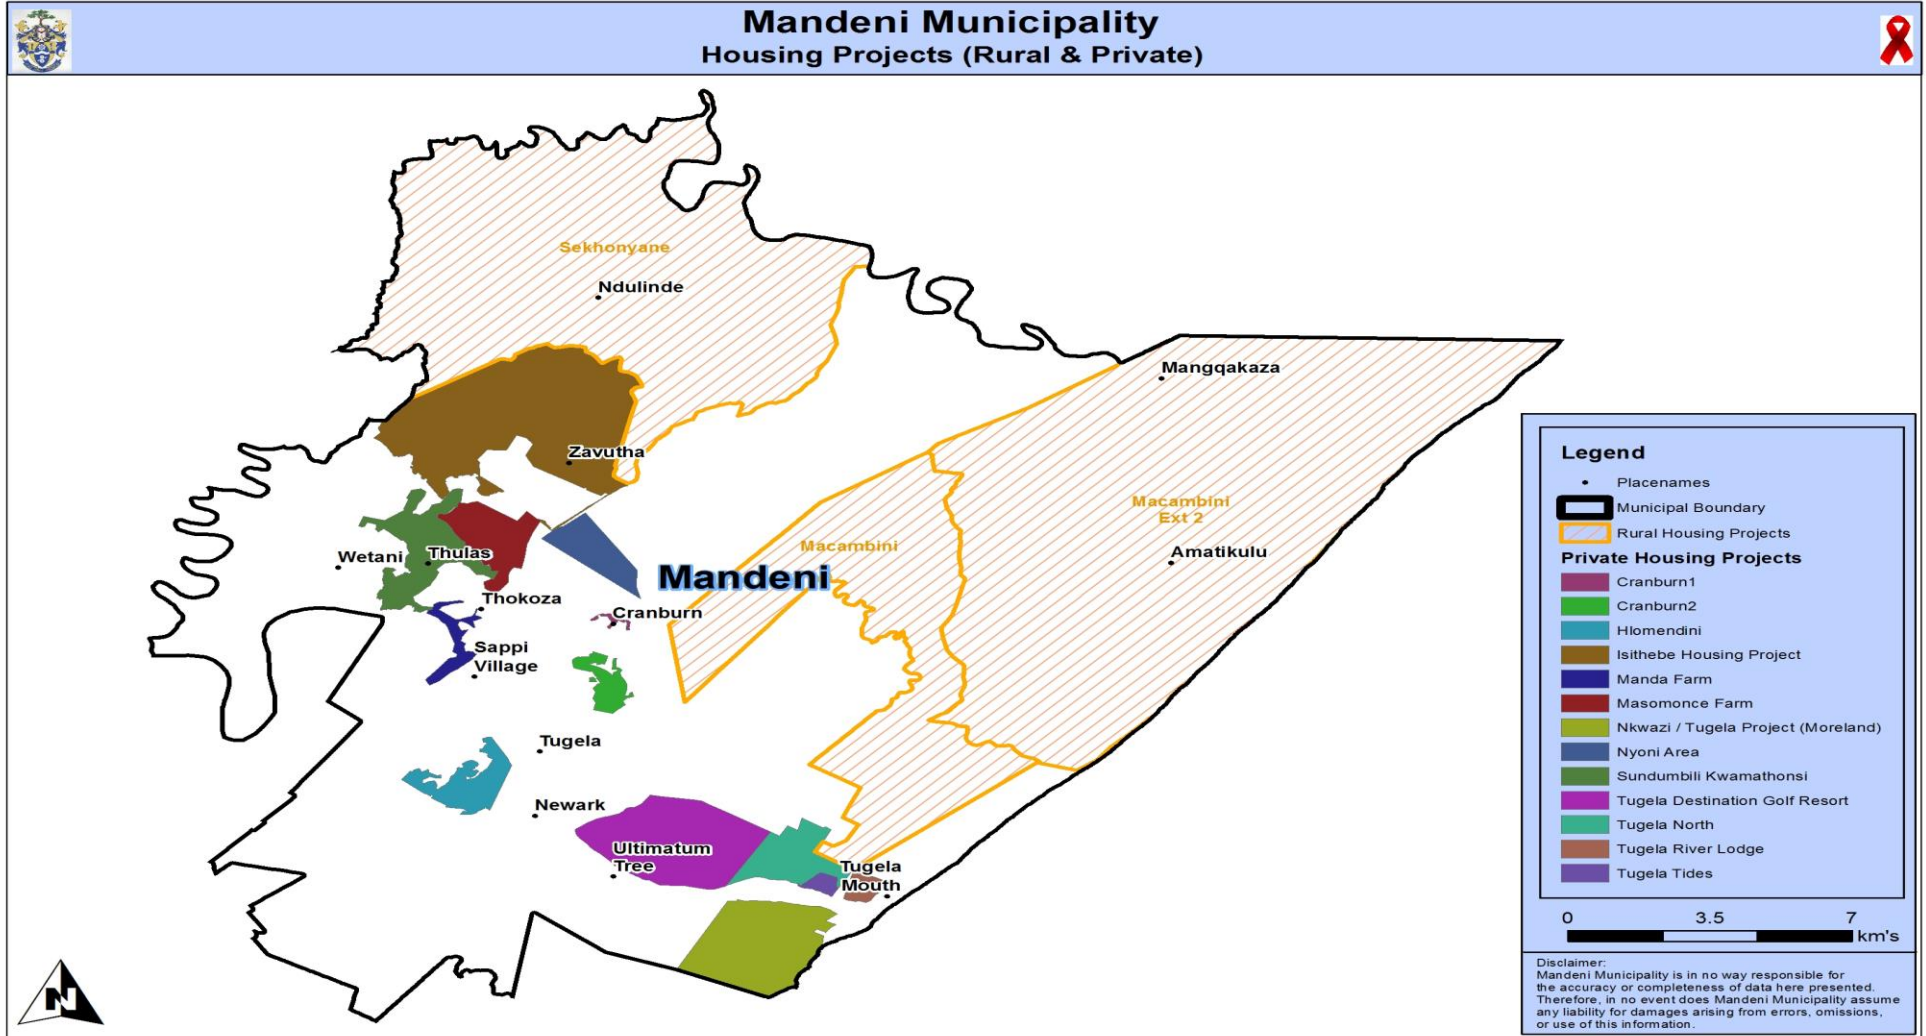 Mandeni Municipality
Housing Projects (Rural & Private)
Sekhonyane
Ndulinde
Mangqakaza
Zavutha
Macambini
Ext 2
Macambini
Amatikulu
Wetani
Thulas
Mandeni
Thokoza
Cranburn
Sappi
Village
Tugela
Newark
Ultimatum
Tree
Tugela
Mouth
N
Legend
Placenames
Municipal Boundary
Rural Housing Projects
Private Housing Projects
Cranburn1
Cranburn2
Hlomendini
Isithebe Housing Project
Manda Farm
Masomonce Farm
Nkwazi / Tugela Project (Moreland)
Nyoni Area
Sundumbili Kwamathonsi
Tugela Destination Golf Resort
Tugela North
Tugela River Lodge
Tugela Tides
0 3.5 7
km's
Disclaimer:
Mandeni Municipality is in no way responsible for
the accuracy or completeness of data here presented.
Therefore, in no event does Mandeni Municipality assume
any liability for damages arising from errors, omissions,
or use of this information.